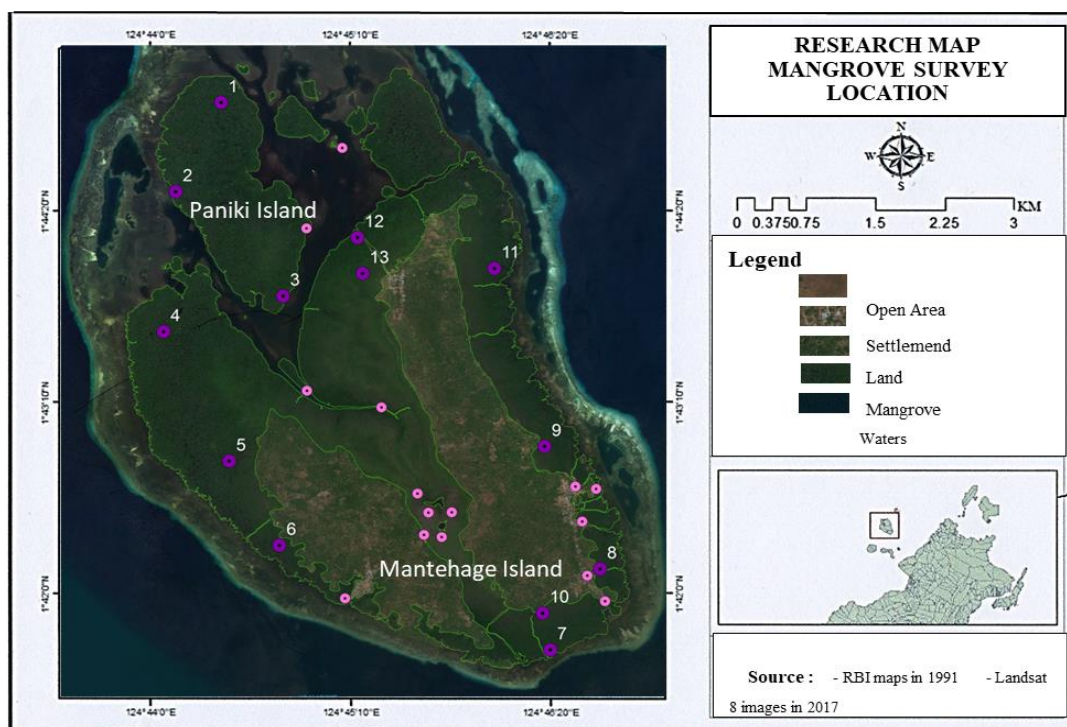 124°44'0"E 124°45'10"E 124°46'20"E
RESEARCH MAP
MANGROVE SURVEY
LOCATION
N
W E
S
KM
0 0.3750.75 1.5 2.25 3
Legend
Open Area
Settlemend
Land
Mangrove
Waters
1°44'20"N
1°43'10"N
1°42'0"N
1°44'20"N
1°43'10"N
1°42'0"N
1
2
Paniki Island
12
13
11
3
4
9
5
6
8
Mantehage Island
10
7
124°44'0"E 124°45'10"E 124°46'20"E
Source : - RBI maps in 1991 - Landsat
8 images in 2017